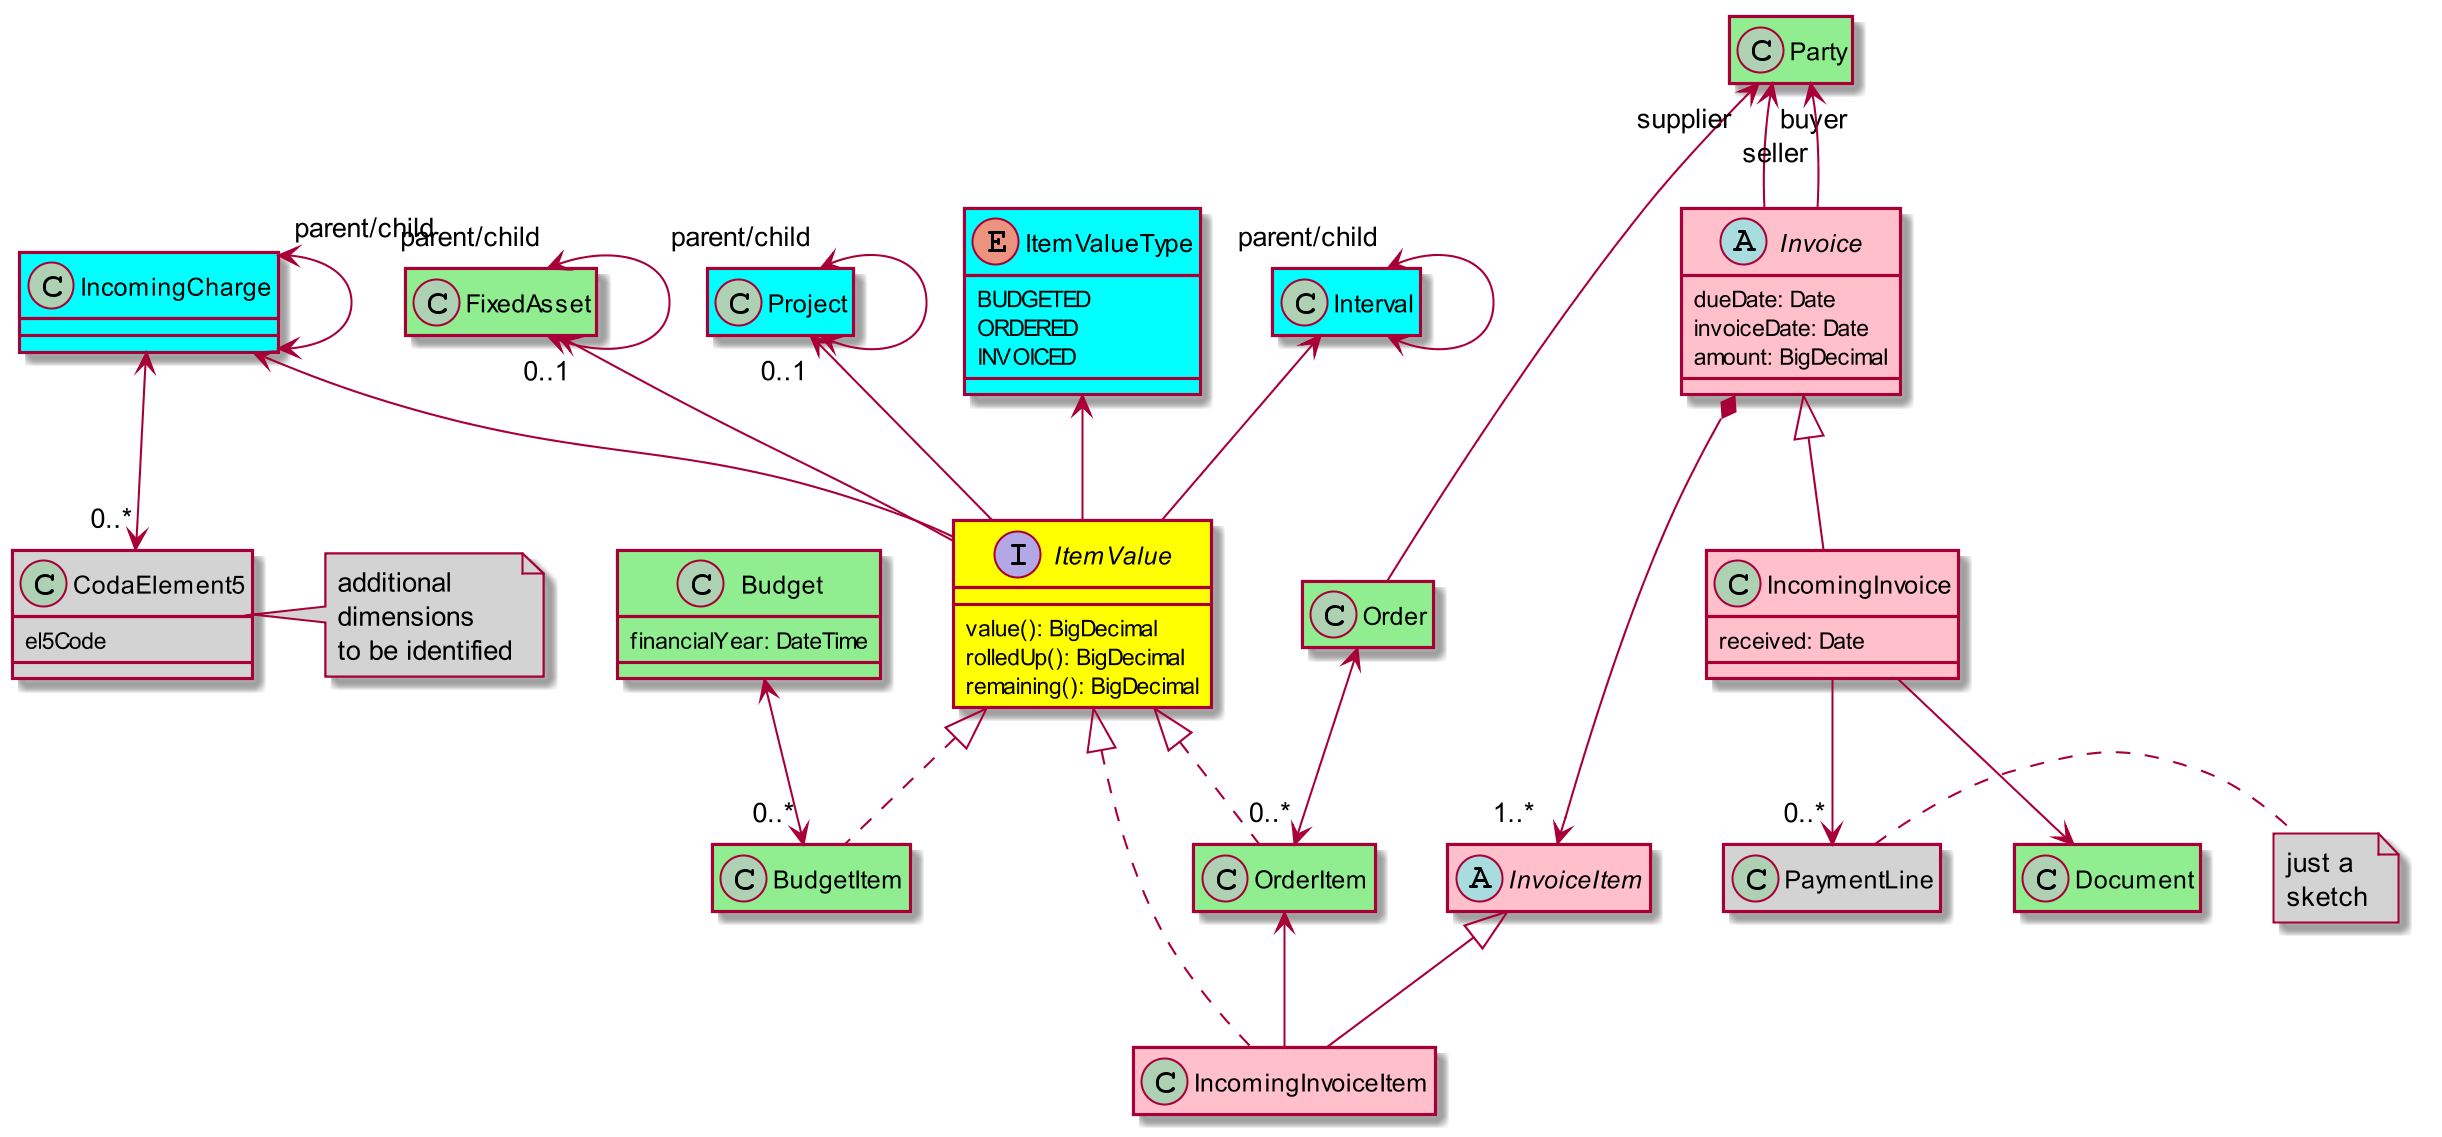 C Party
supplier
buyer
seller
parent/child
parent/child
parent/child
parent/child
C IncomingCharge
C FixedAsset
C Project
E ItemValueType
BUDGETED
ORDERED
INVOICED
C Interval
A Invoice
dueDate: Date
invoiceDate: Date
amount: BigDecimal
0..1
0..1
0..*
C CodaElement5
el5Code
additional
dimensions
to be identified
C Budget
financialYear: DateTime
I ItemValue
value(): BigDecimal
rolledUp(): BigDecimal
remaining(): BigDecimal
C Order
C IncomingInvoice
received: Date
0..*
0..*
1..*
0..*
C BudgetItem
C OrderItem
A InvoiceItem
C PaymentLine
C Document
just a
sketch
C IncomingInvoiceItem